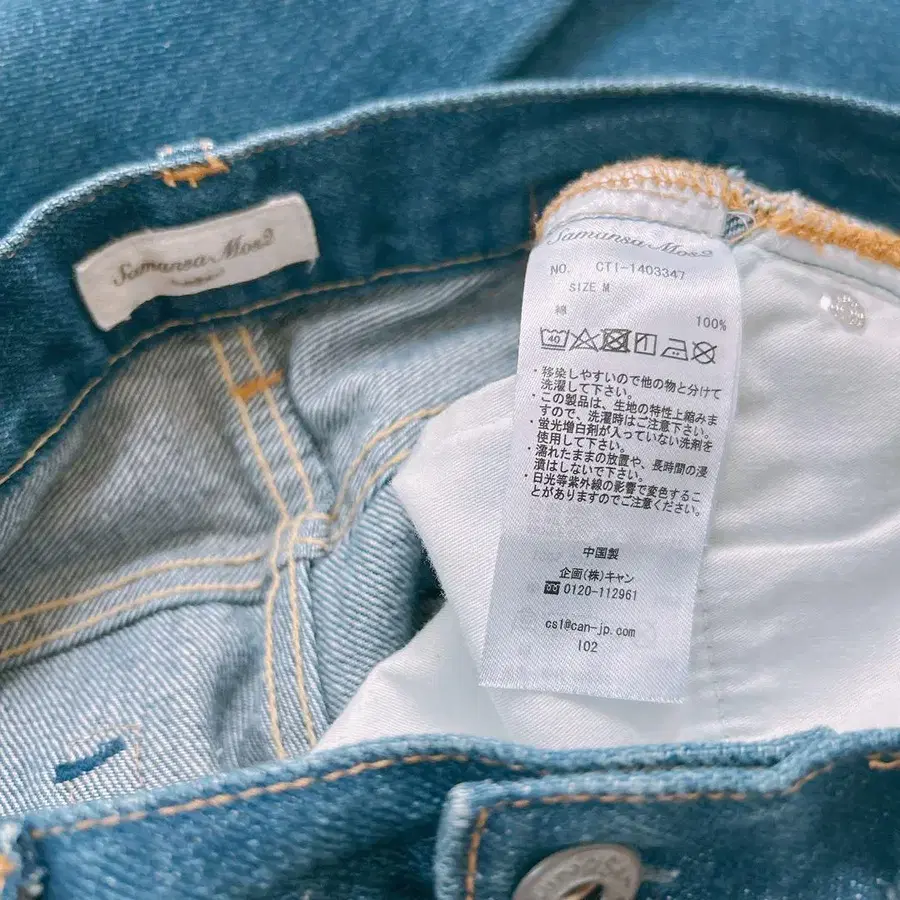 Samansa Mos2
Samansa Mos2
NO. CT1-1403347
SIZE M
綿 100%
40
・移染しやすいので他の物と分けて
洗濯して下さい。
・この製品は、生地の特性上縮みま
すので、洗濯時はご注意下さい。
・蛍光増白剤が入っていない洗剤を
使用して下さい。
・濡れたままの放置や、長時間の浸
漬はしないで下さい。
・日光等紫外線の影響で変色するこ
とがありますのでご注意ください。
中国製
企画(株)キャン
0120-112961
cs1@can-jp.com
I02